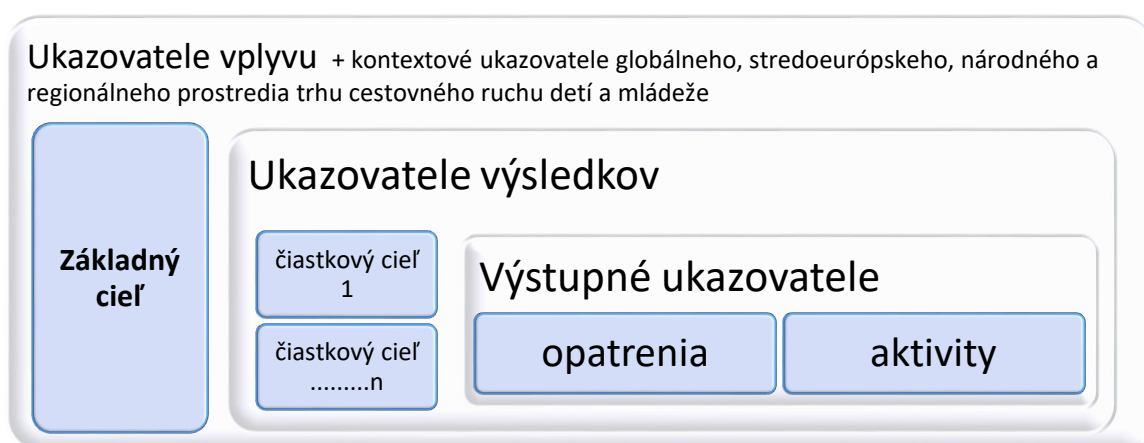 Ukazovatele vplyvu + kontextové ukazovatele globálneho, stredoeurópskeho, národného a
regionálneho prostredia trhu cestovného ruchu detí a mládeže
Základný
cieľ
Ukazovatele výsledkov
čiastkový cieľ
1
čiastkový cieľ
.........n
Výstupné ukazovatele
opatrenia
aktivity